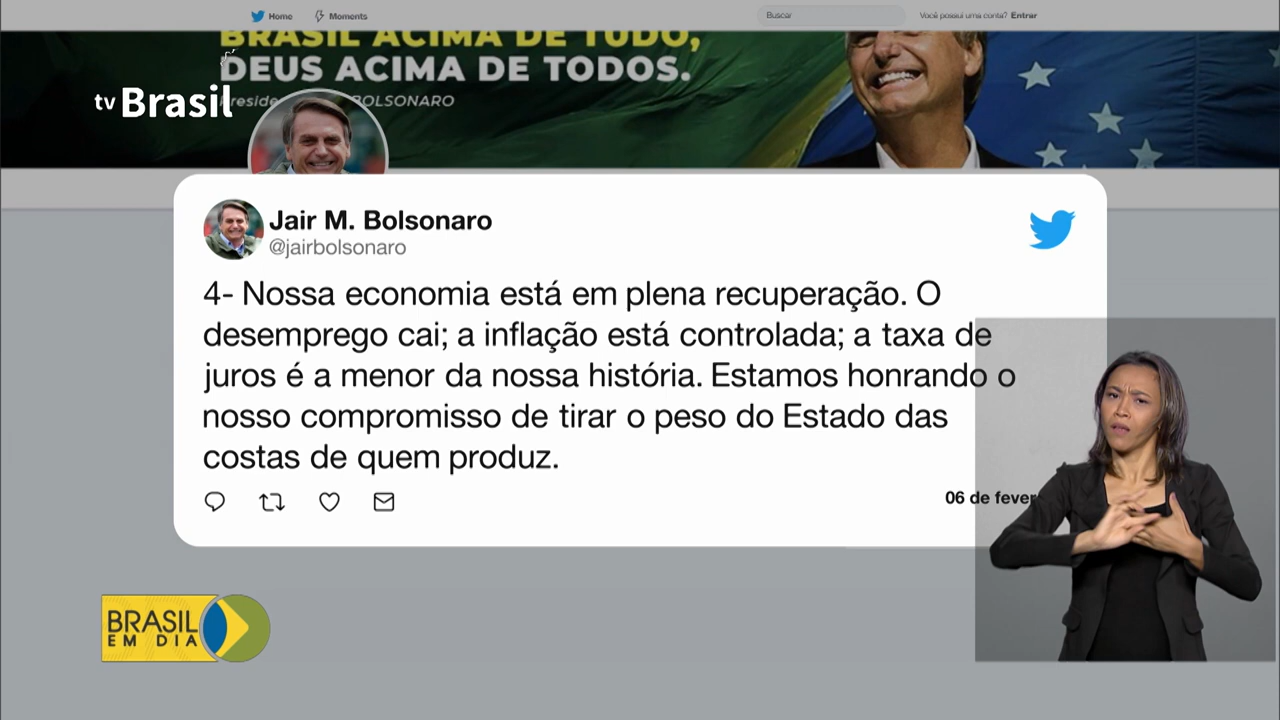 Home
Moments
Buscar
Você possui uma conta? Entrar
BRASIL ACIMA DE TUDO,
DEUS ACIMA DE TODOS.
BOLSONARO
tv Brasil
Jair M. Bolsonaro
@jairbolsonaro
4- Nossa economia está em plena recuperação. O
desemprego cai; a inflação está controlada; a taxa de
juros é a menor da nossa história. Estamos honrando o
nosso compromisso de tirar o peso do Estado das
costas de quem produz.
06 de fever
BRASIL
EM DIA